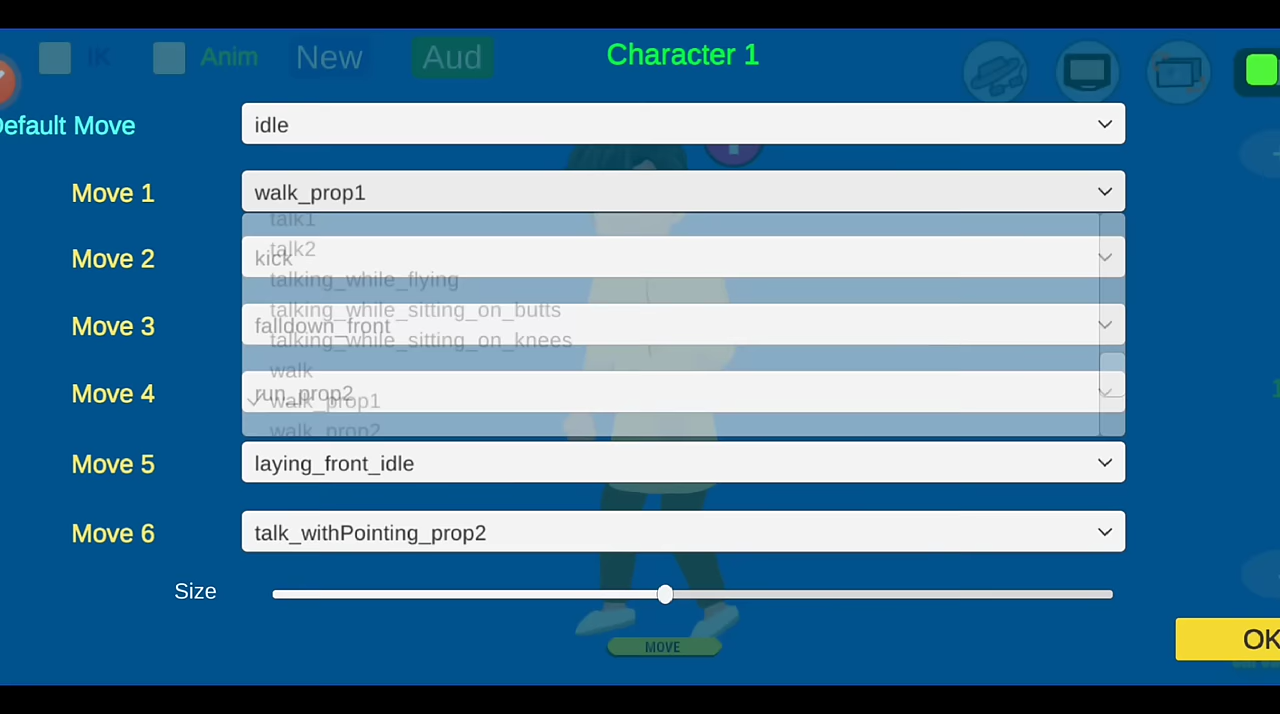 IK
Anim
New
Aud
Character 1
Default Move
idle
Move 1
walk_prop1
talk1
talk2
Move 2
kick
talking_while_flying
talking_while_sitting_on_butts
Move 3
falldown_front
talking_while_sitting_on_knees
walk
Move 4
run_prop2
walk_prop1
walk_prop2
Move 5
laying_front_idle
Move 6
talk_withPointing_prop2
Size
OK
MOVE